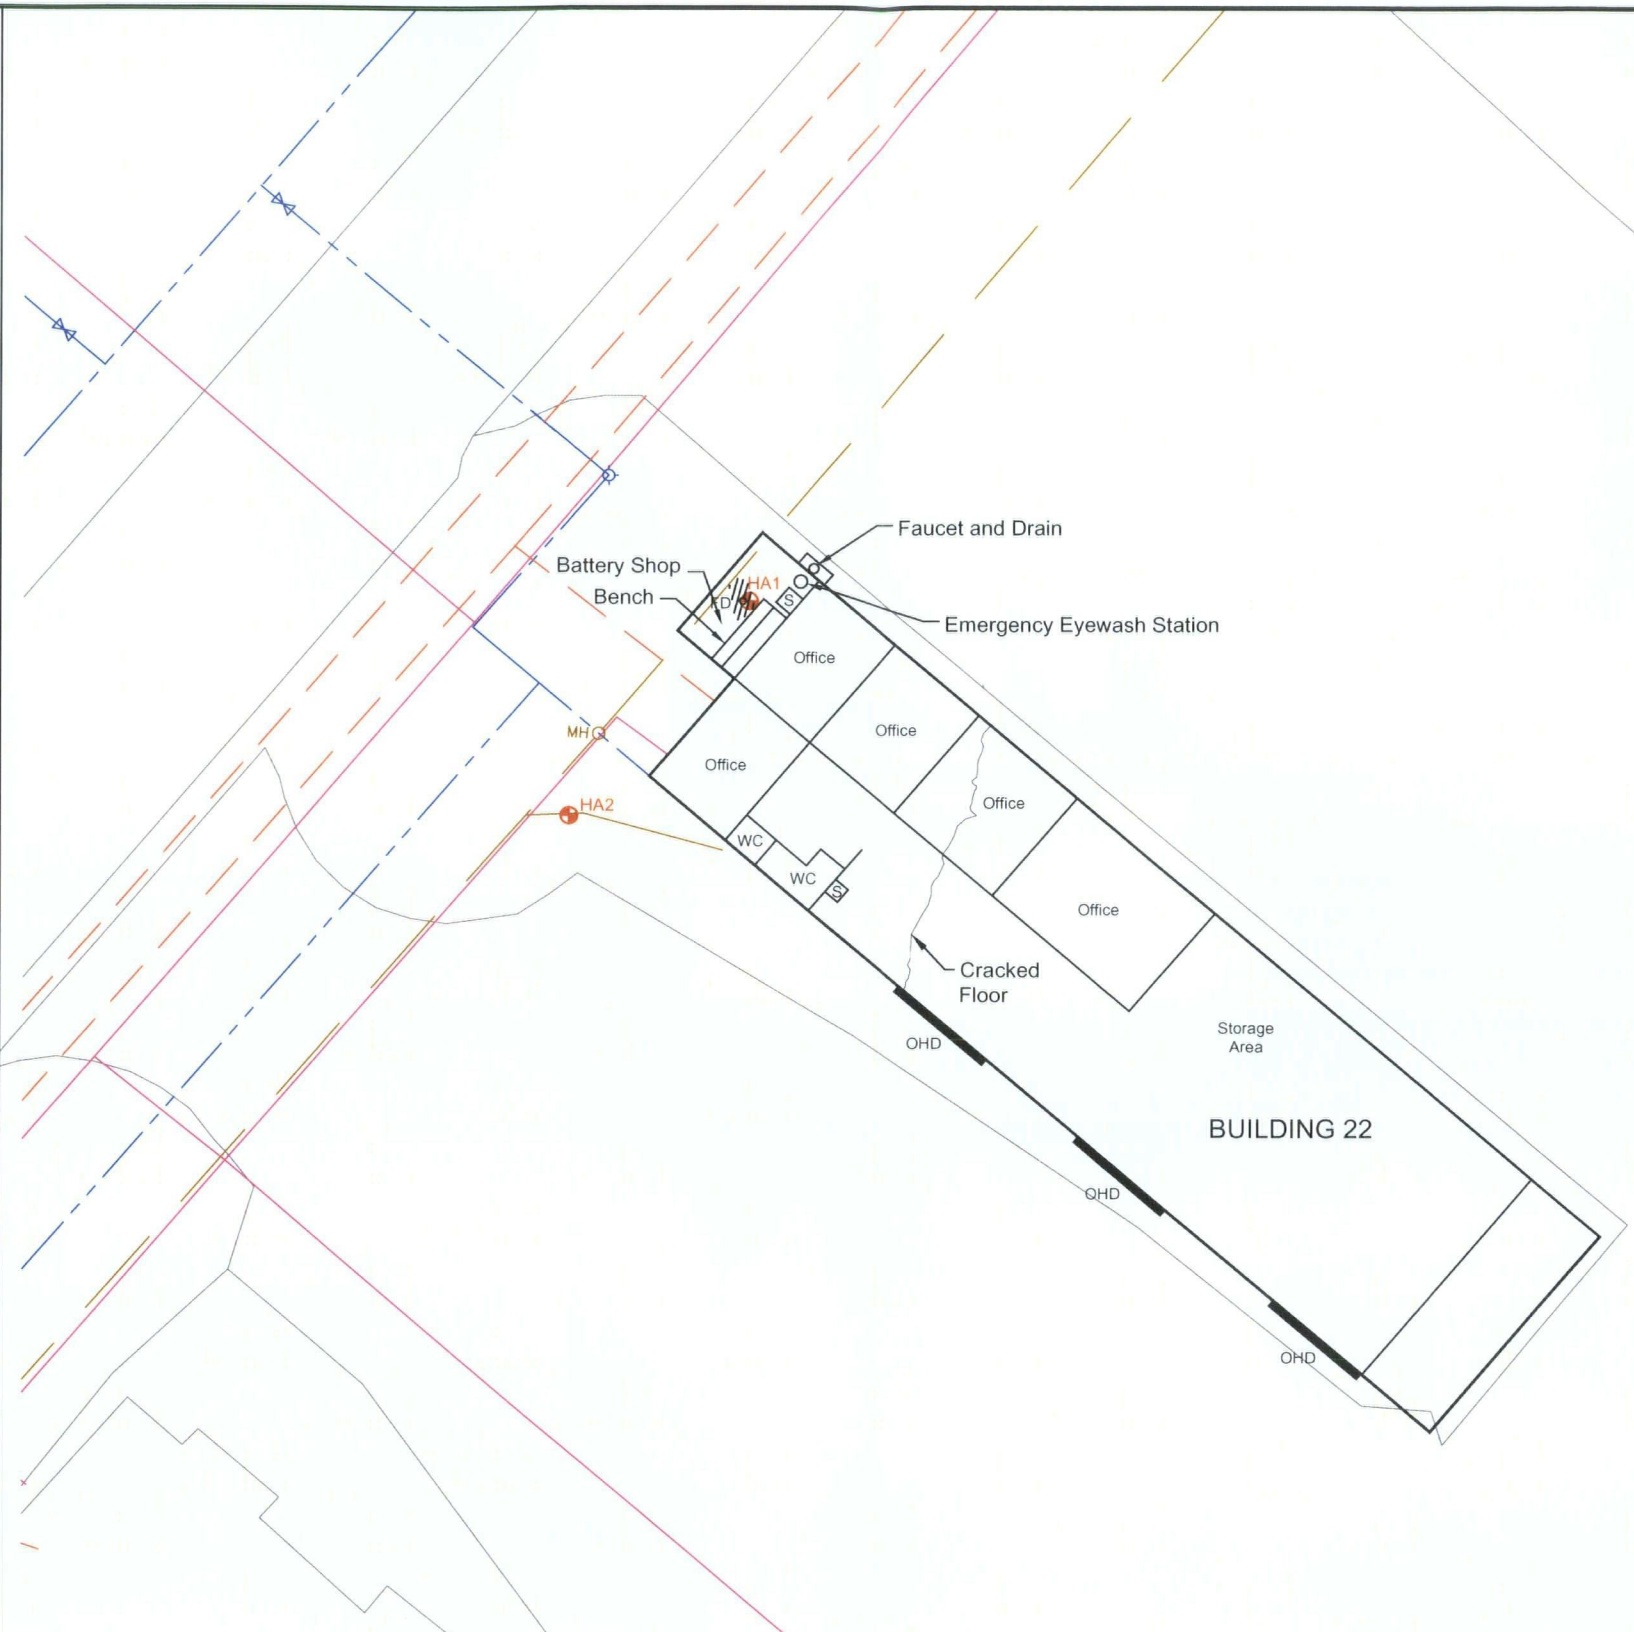 Faucet and Drain
Battery Shop
HA1
Bench
FD
S
Emergency Eyewash Station
Office
Office
MH
Office
Office
HA2
WC
WC
S
Office
Cracked
Floor
Storage
Area
OHD
BUILDING 22
OHD
OHD